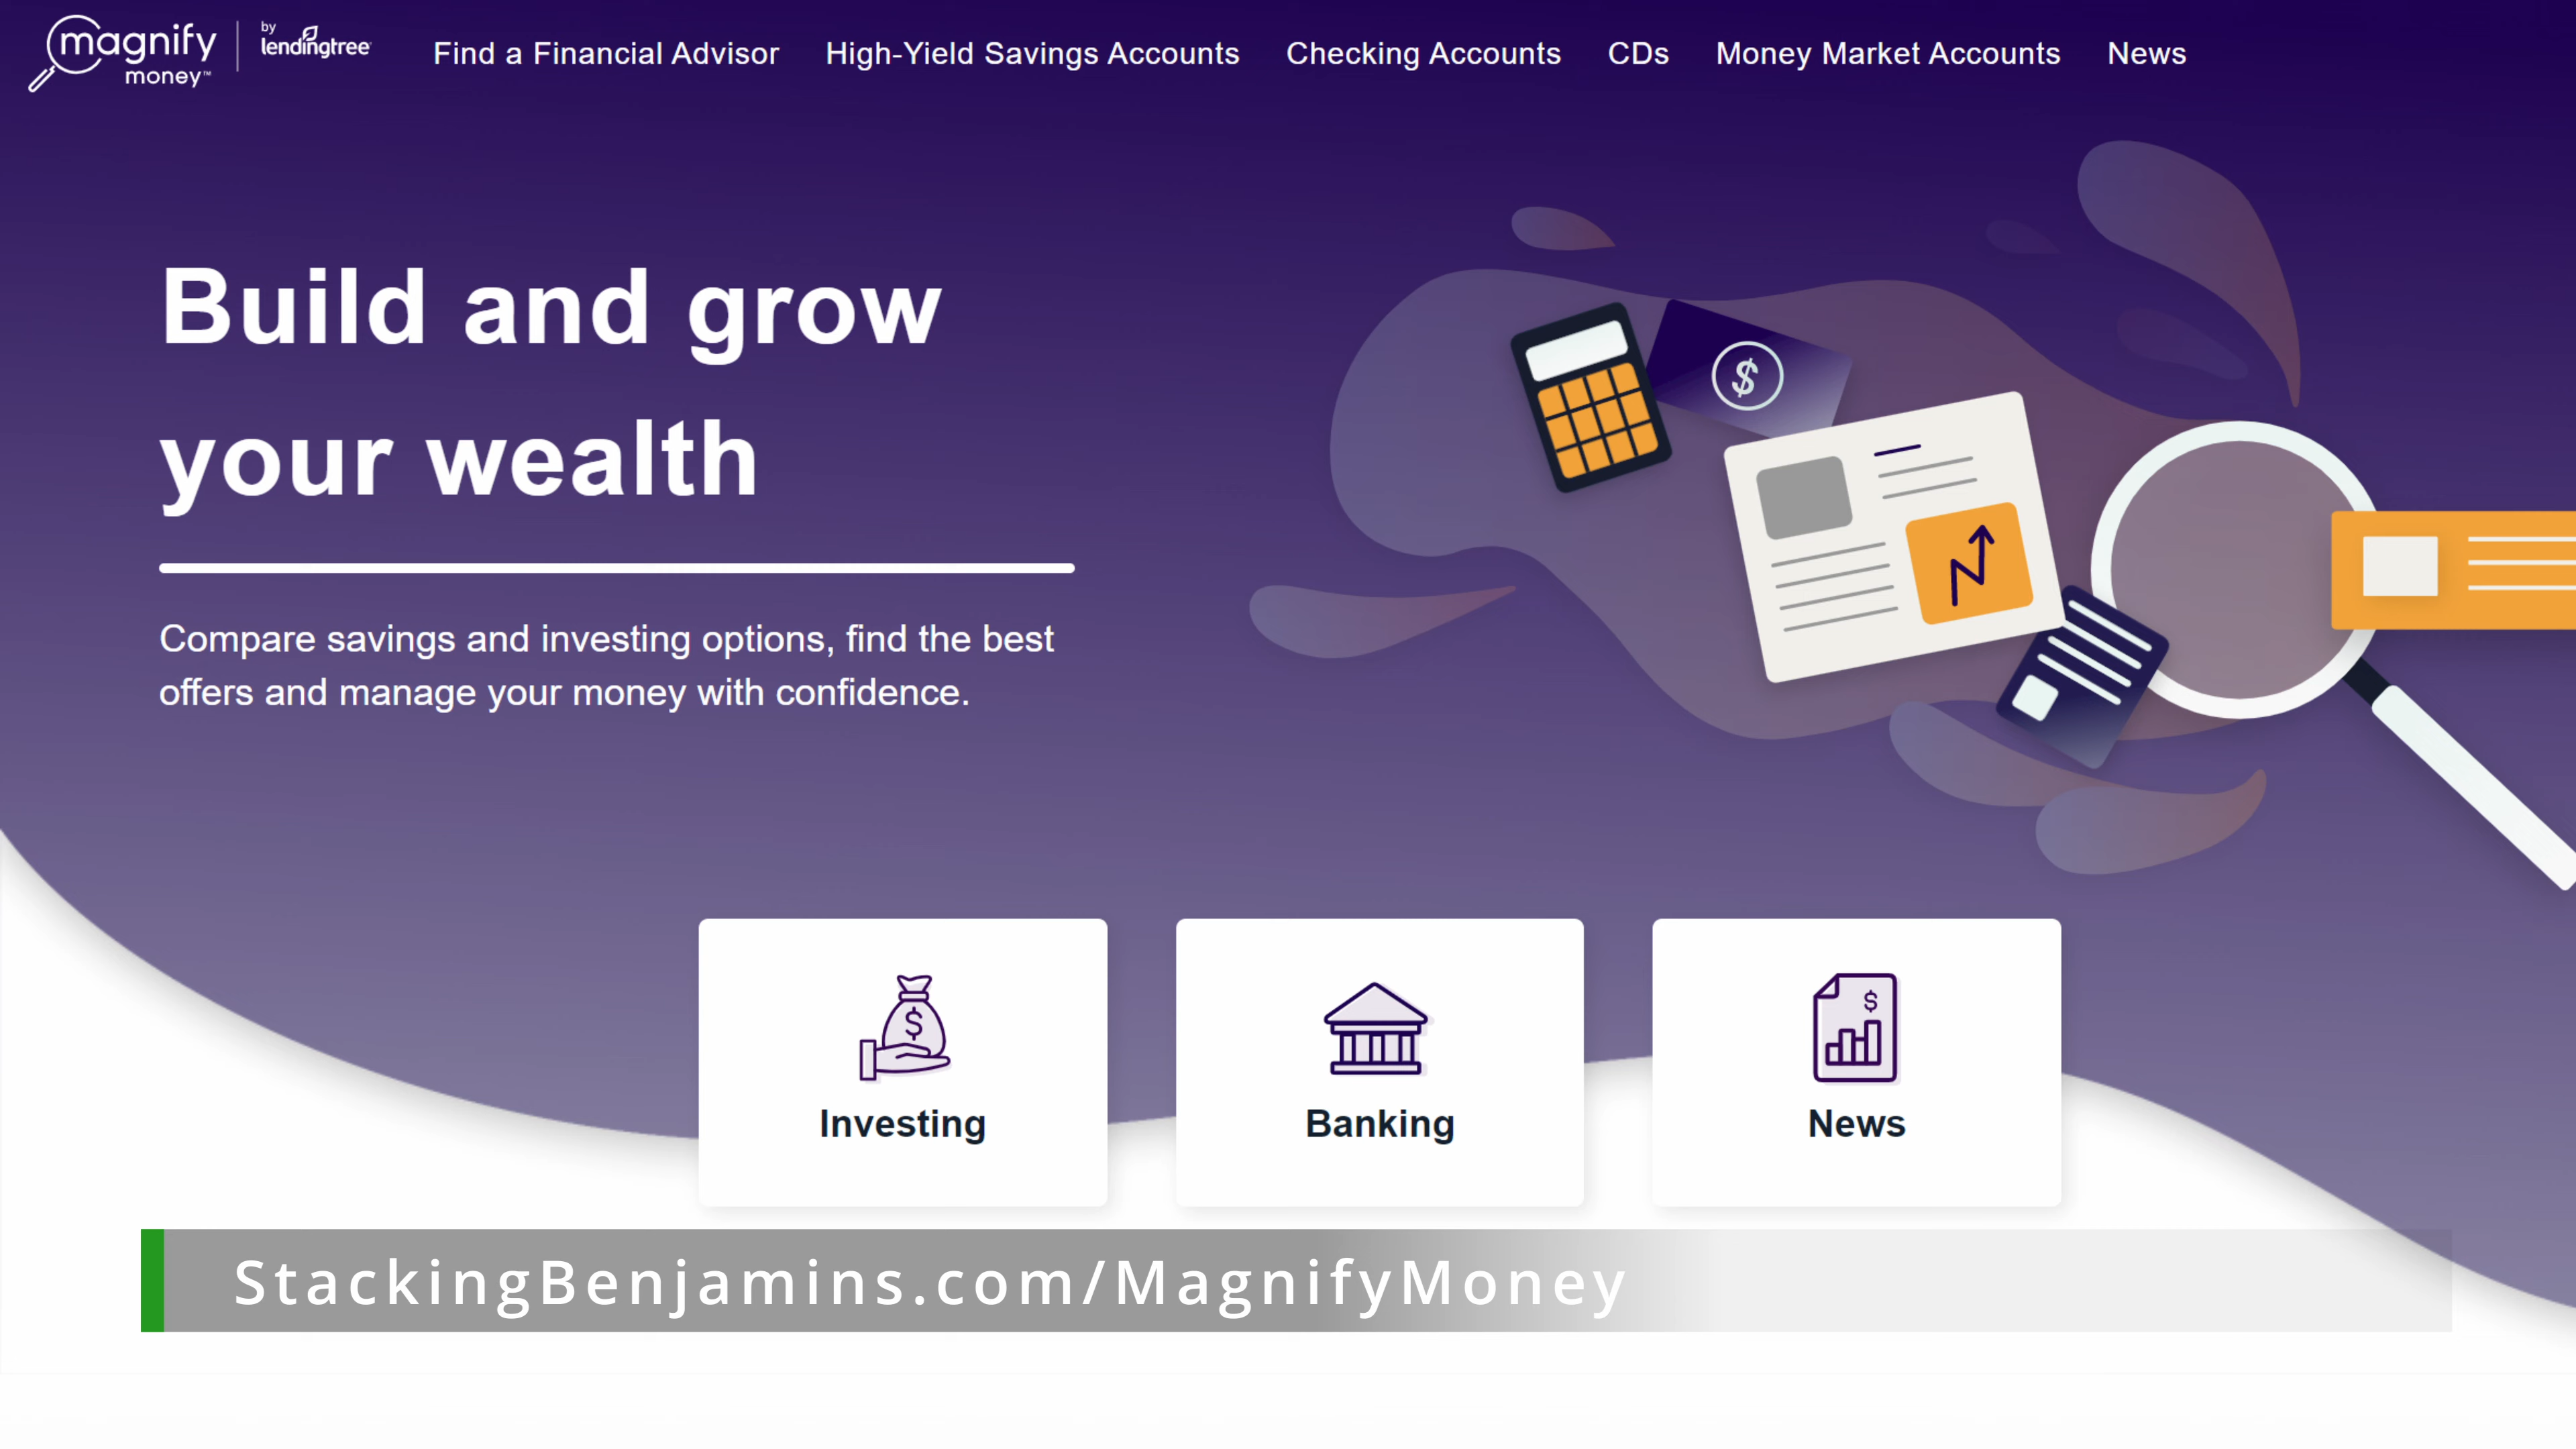 magnify
money™
by
lendingtree
Find a Financial Advisor
High-Yield Savings Accounts
Checking Accounts
CDs
Money Market Accounts
News
Build and grow
your wealth
Compare savings and investing options, find the best
offers and manage your money with confidence.
$
$
Investing
Banking
$
News
StackingBenjamins.com/MagnifyMoney